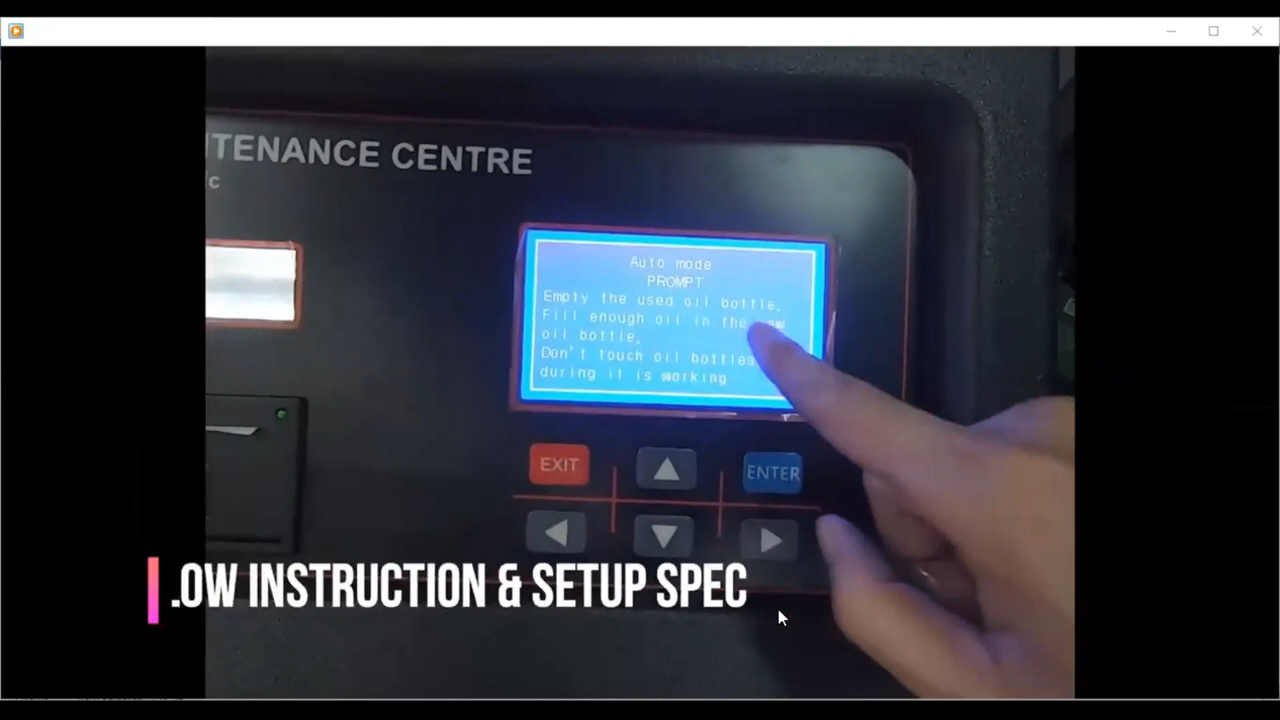 TENANCE CENTRE
c
Auto mode
PROMPT
Empty the used oil bottle.
Fill enough oil in the
oil bottle.
Don't touch oil bottles
during it is working
EXIT
ENTER
.OW INSTRUCTION & SETUP SPEC